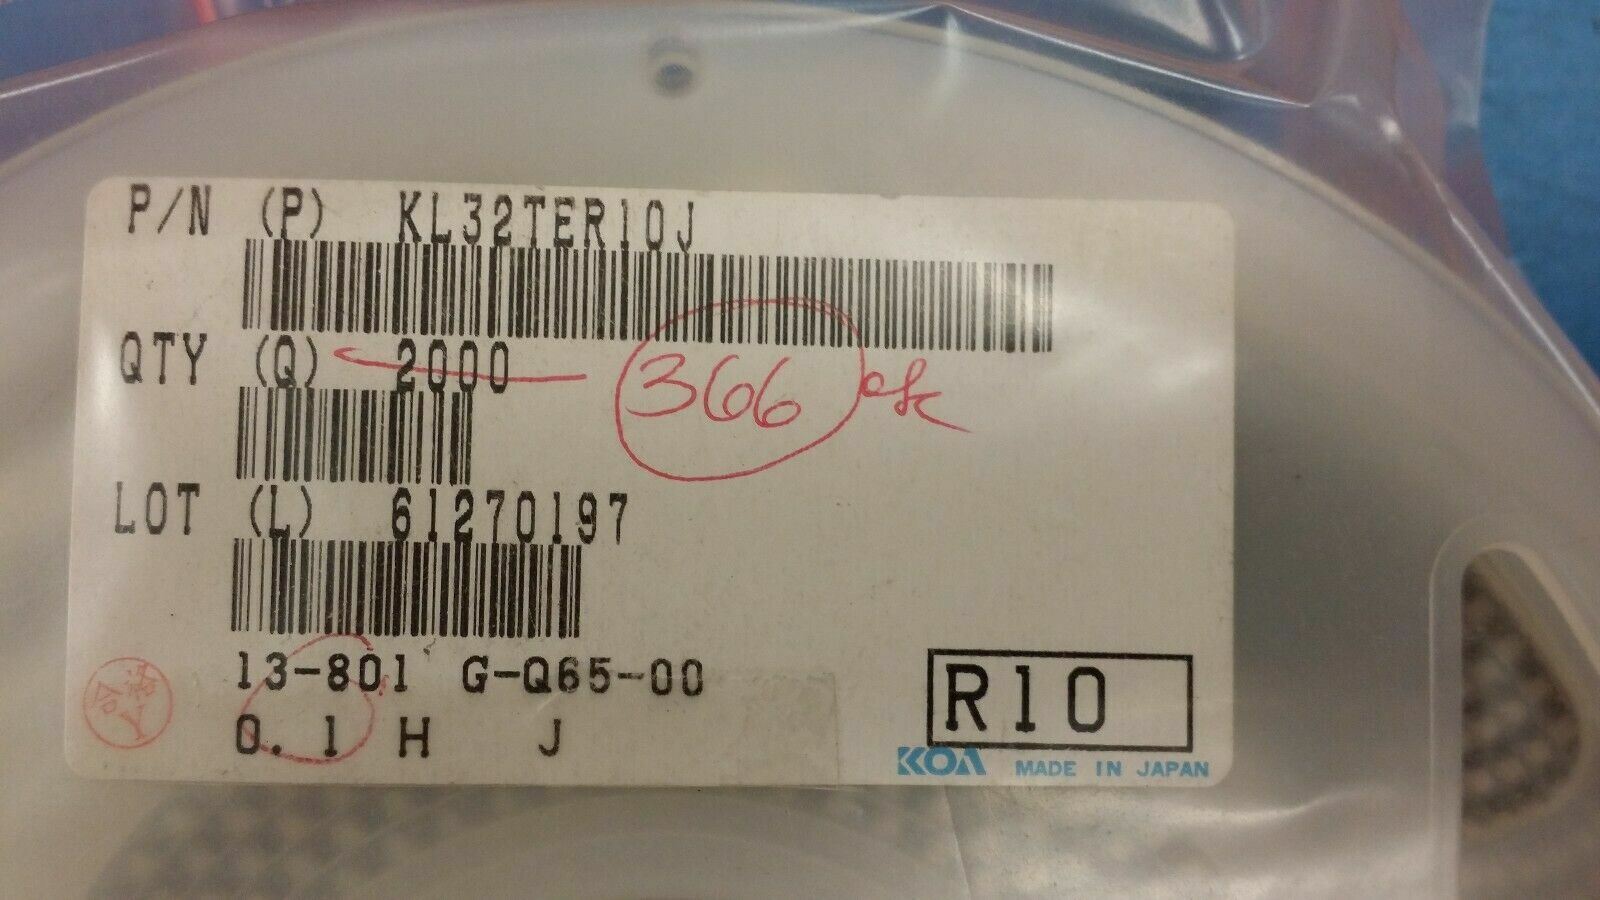 P/N (P) KL32TER10J
QTY (Q) 2000 366 ok
LOT (L) 61270197
13-801 G-Q65-00
0.1 H J
R10
KOA MADE IN JAPAN